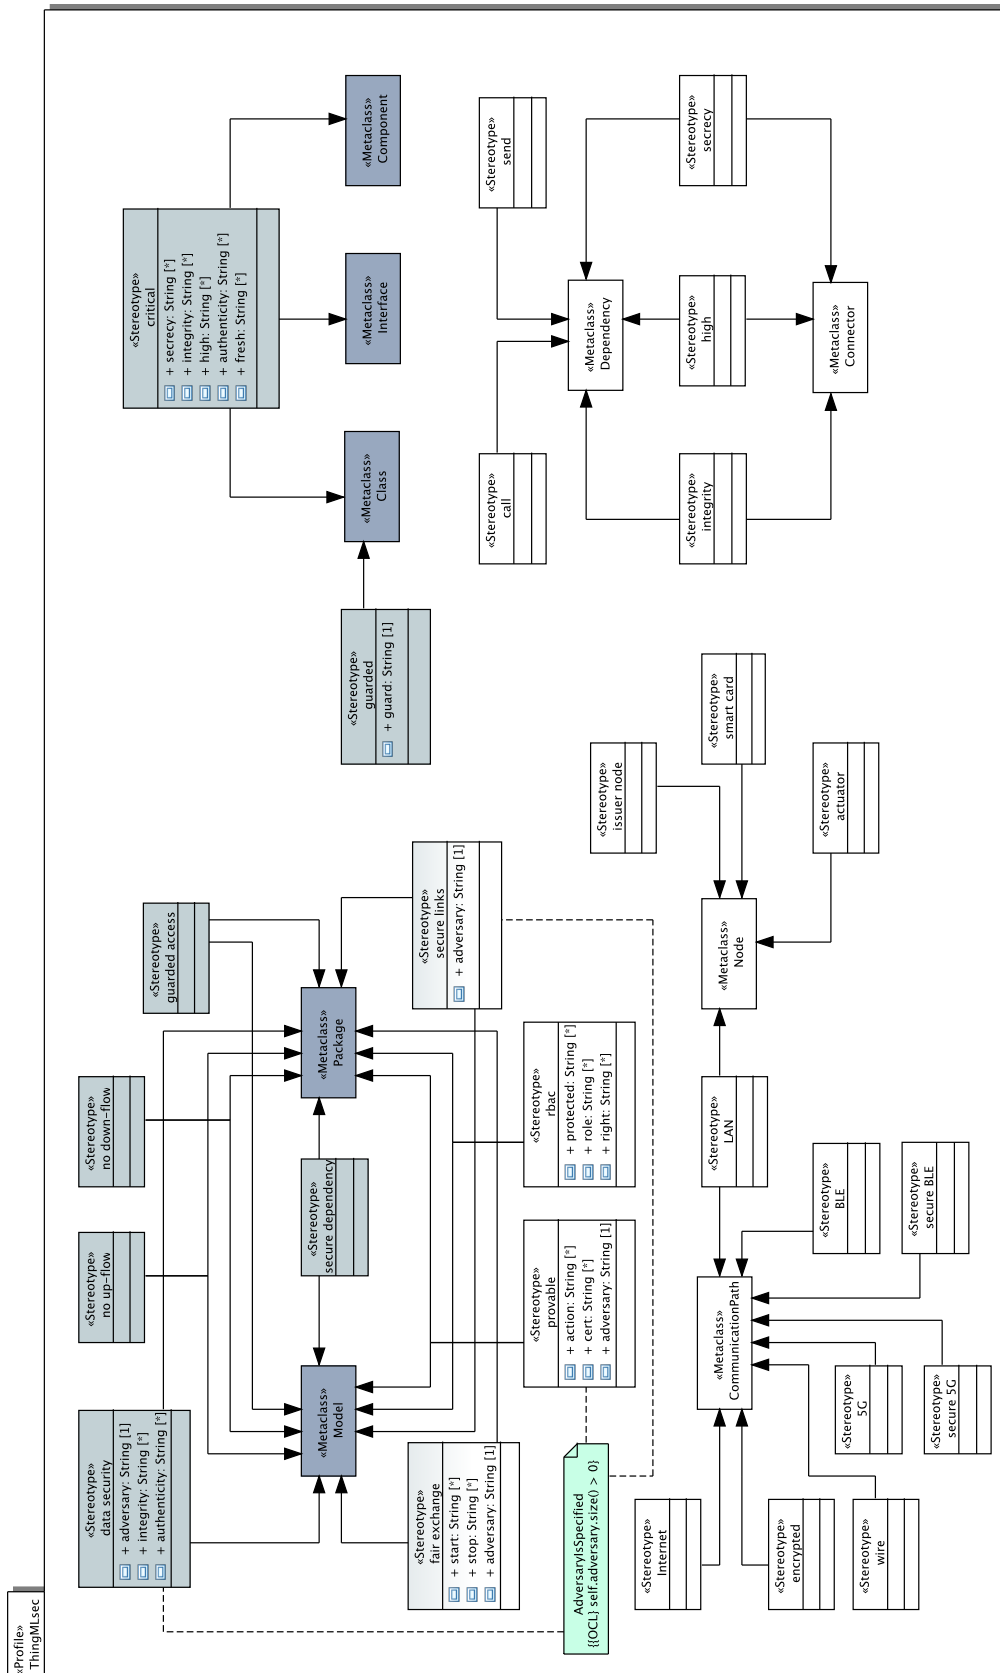 «Profile»
ThingMLsec
«Stereotype»
data security
+ adversary: String [1]
+ integrity: String [*]
+ authenticity: String [*]
«Stereotype»
no up-flow
«Stereotype»
no down-flow
«Stereotype»
guarded access
«Metaclass»
Model
«Stereotype»
secure dependency
«Metaclass»
Package
«Stereotype»
fair exchange
+ start: String [*]
+ stop: String [*]
+ adversary: String [1]
«Stereotype»
secure links
+ adversary: String [1]
«Stereotype»
provable
+ action: String [*]
+ cert: String [*]
+ adversary: String [1]
«Stereotype»
rbac
+ protected: String [*]
+ role: String [*]
+ right: String [*]
AdversaryIsSpecified
{{OCL} self.adversary.size() > 0}
«Stereotype»
critical
+ secrecy: String [*]
+ integrity: String [*]
+ high: String [*]
+ authenticity: String [*]
+ fresh: String [*]
«Stereotype»
guarded
+ guard: String [1]
«Metaclass»
Class
«Metaclass»
Interface
«Metaclass»
Component
«Stereotype»
call
«Stereotype»
send
«Metaclass»
Dependency
«Stereotype»
integrity
«Stereotype»
high
«Stereotype»
secrecy
«Metaclass»
Connector
«Stereotype»
Internet
«Stereotype»
encrypted
«Stereotype»
wire
«Metaclass»
CommunicationPath
«Stereotype»
5G
«Stereotype»
secure 5G
«Stereotype»
BLE
«Stereotype»
secure BLE
«Stereotype»
LAN
«Metaclass»
Node
«Stereotype»
issuer node
«Stereotype»
smart card
«Stereotype»
actuator